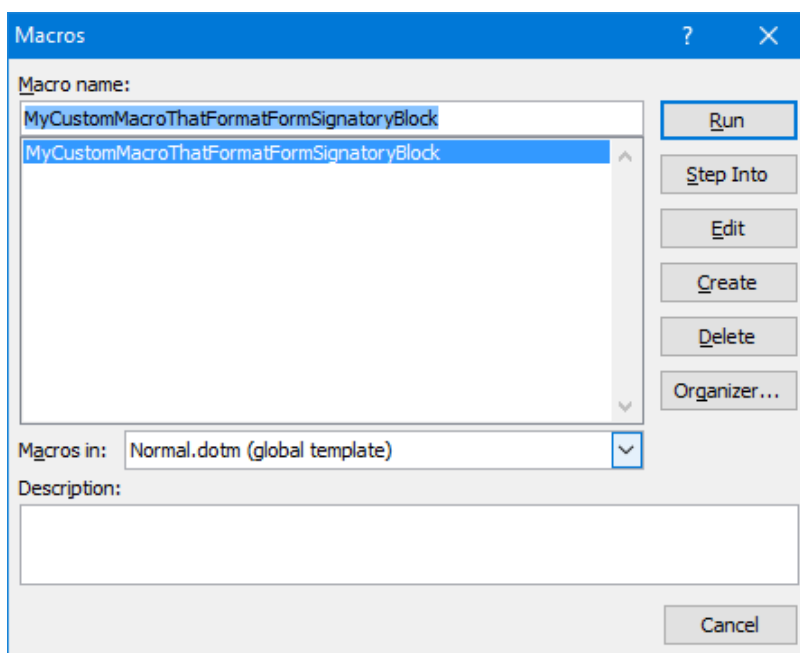 Macros
?
Macro name:
MyCustomMacroThatFormatFormSignatoryBlock
Run
MyCustomMacroThatFormatFormSignatoryBlock
Step Into
Edit
Create
Delete
Organizer...
Macros in: Normal.dotm (global template)
Description:
Cancel